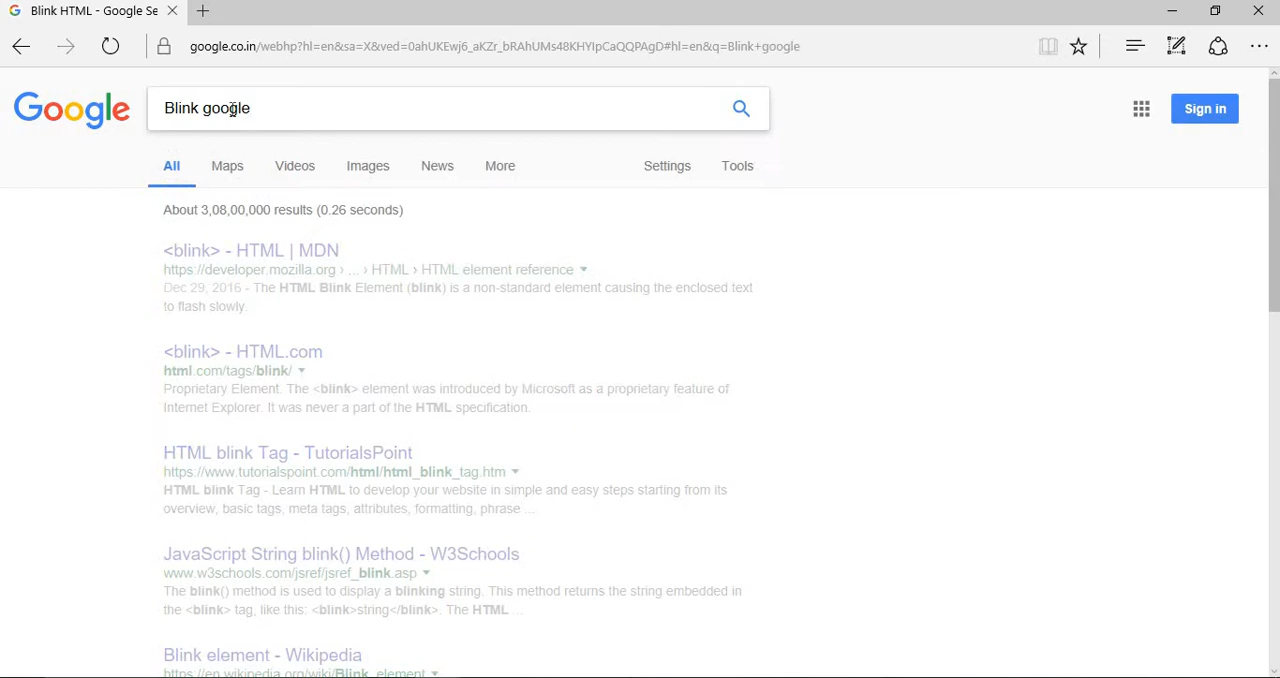 Blink HTML - Google Se
google.co.in/webhp?hl=en&sa=X&ved=0ahUKEwj6_aKZr_bRAhUMs48KHYIpCaQQPAgD#hl=en&q=Blink+google
Google
Blink google
Sign in
All Maps Videos Images News More Settings Tools
About 3,08,00,000 results (0.26 seconds)
<blink> - HTML | MDN
https://developer.mozilla.org › ... › HTML › HTML element reference
Dec 29, 2016 - The HTML Blink Element (blink) is a non-standard element causing the enclosed text
to flash slowly.
<blink> - HTML.com
html.com/tags/blink/
Proprietary Element. The <blink> element was introduced by Microsoft as a proprietary feature of
Internet Explorer. It was never a part of the HTML specification.
HTML blink Tag - TutorialsPoint
https://www.tutorialspoint.com/html/html_blink_tag.htm
HTML blink Tag - Learn HTML to develop your website in simple and easy steps starting from its
overview, basic tags, meta tags, attributes, formatting, phrase ...
JavaScript String blink() Method - W3Schools
www.w3schools.com/jsref/jsref_blink.asp
The blink() method is used to display a blinking string. This method returns the string embedded in
the <blink> tag, like this: <blink>string</blink>. The HTML ...
Blink element - Wikipedia
https://en.wikipedia.org/wiki/Blink_element